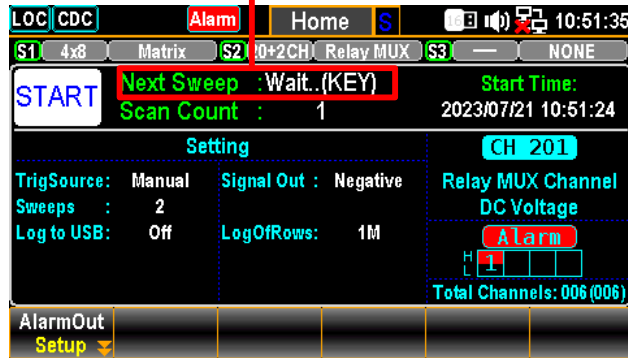 LOC CDC Alarm Home S 16 10:51:35
S1 4x8 Matrix S2 20+2CH Relay MUX S3 — NONE
START
Next Sweep :Wait..(KEY)
Scan Count : 1
Start Time:
2023/07/21 10:51:24
Setting
TrigSource: Manual Signal Out : Negative
Sweeps : 2
Log to USB: Off LogOfRows: 1M
CH 201
Relay MUX Channel
DC Voltage
Alarm
H
L 1
Total Channels: 006(006)
AlarmOut
Setup